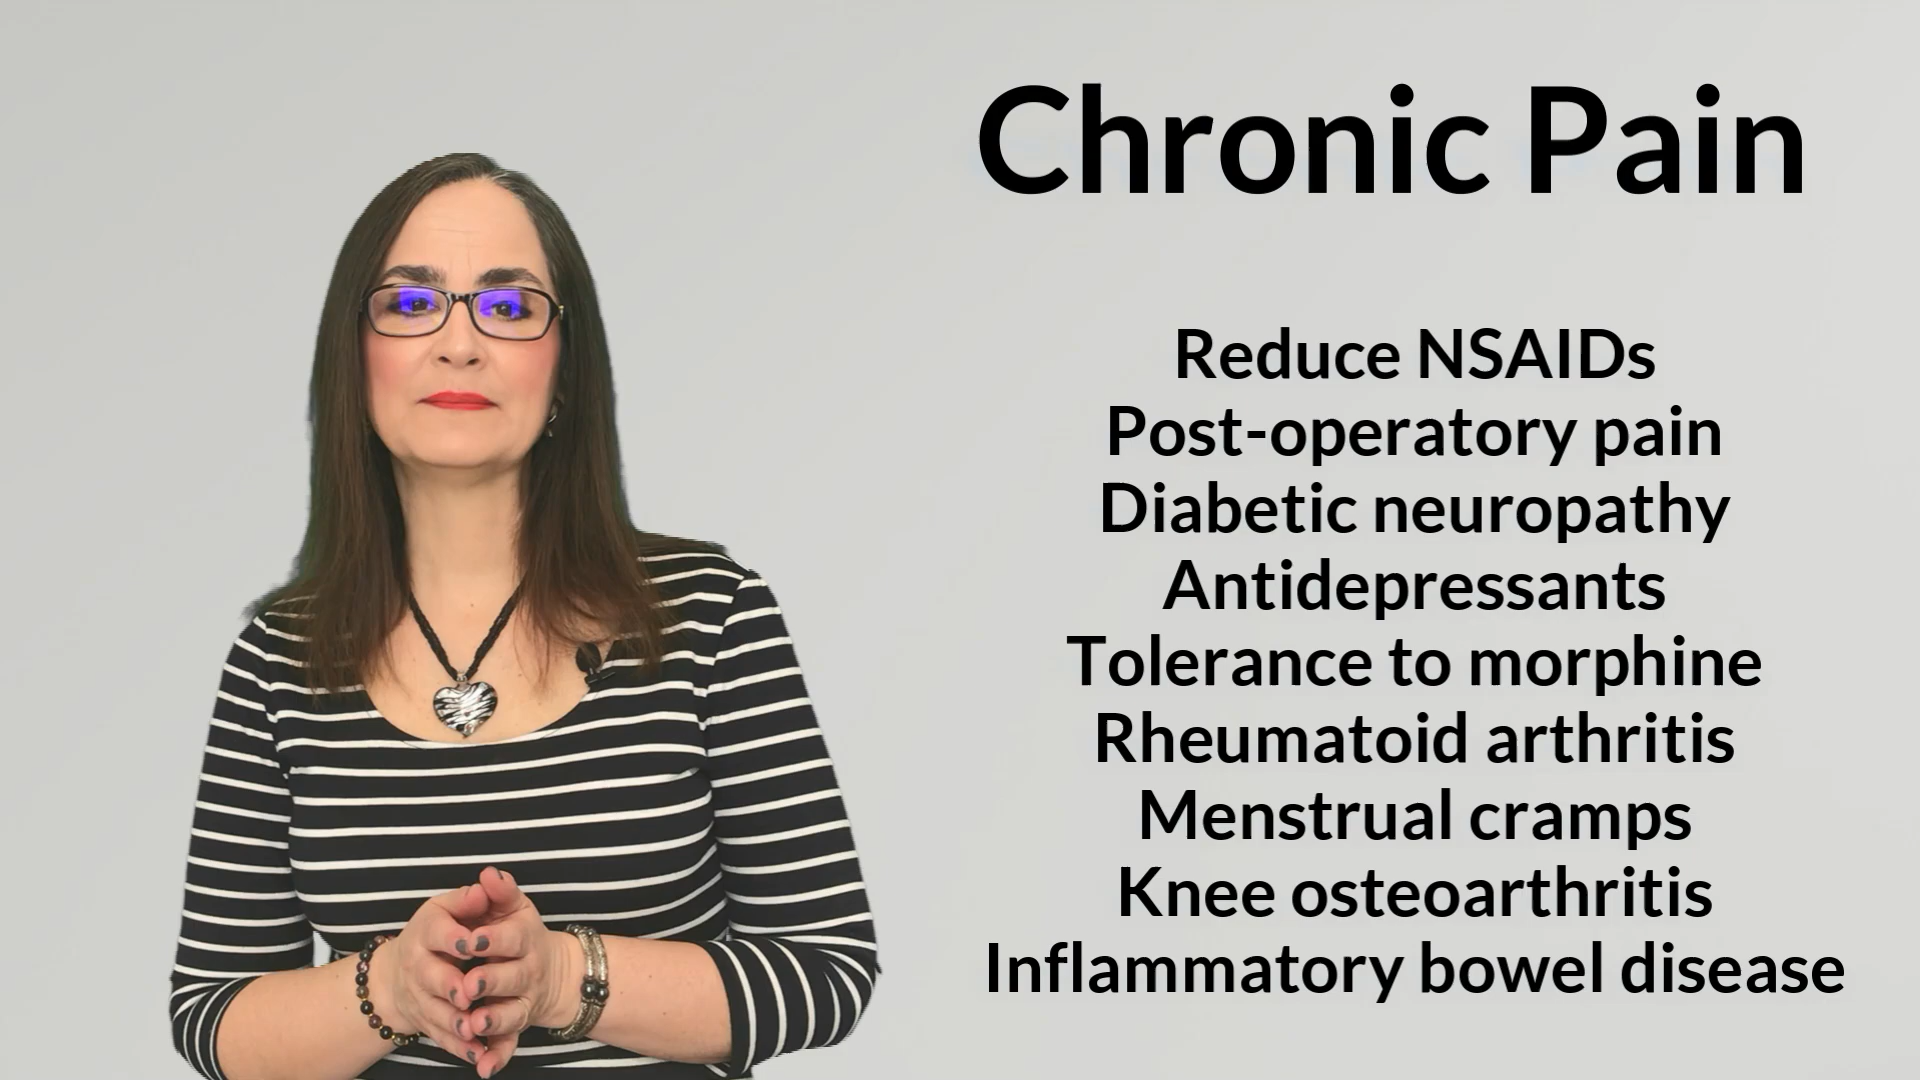 Chronic Pain
Reduce NSAIDs
Post-operatory pain
Diabetic neuropathy
Antidepressants
Tolerance to morphine
Rheumatoid arthritis
Menstrual cramps
Knee osteoarthritis
Inflammatory bowel disease